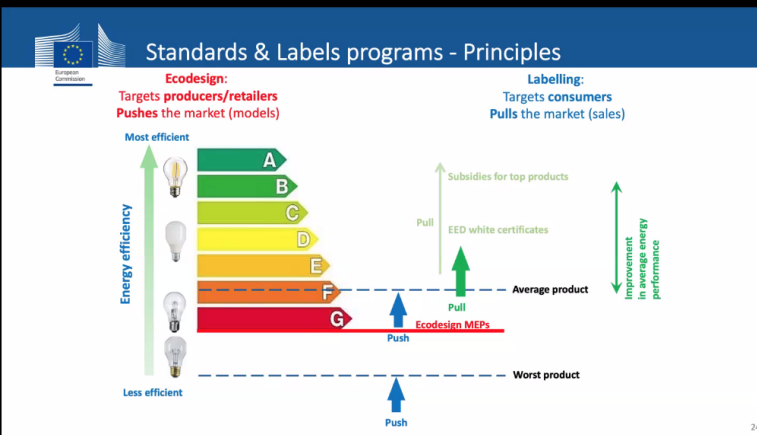 European
Commission
Standards & Labels programs - Principles
Ecodesign:
Targets producers/retailers
Pushes the market (models)
Labelling:
Targets consumers
Pulls the market (sales)
Most efficient
Energy efficiency
Less efficient
A
B
C
D
E
F
G
Subsidies for top products
Pull
EED white certificates
Pull
Average product
Improvement
in average energy
performance
Ecodesign MEPs
Push
Worst product
Push
24